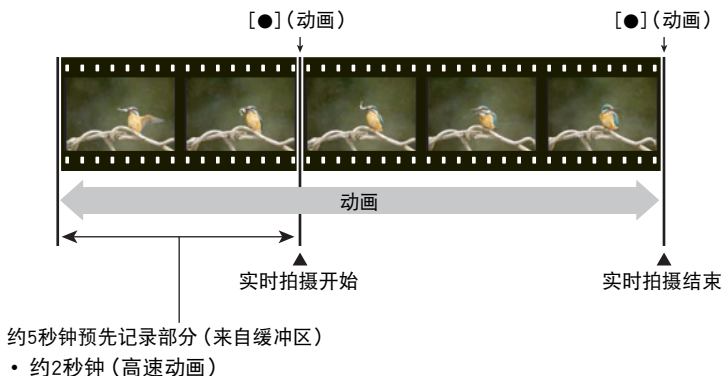 [●](动画)
[●](动画)
动画
实时拍摄开始
实时拍摄结束
约5秒钟预先记录部分(来自缓冲区)
• 约2秒钟(高速动画)